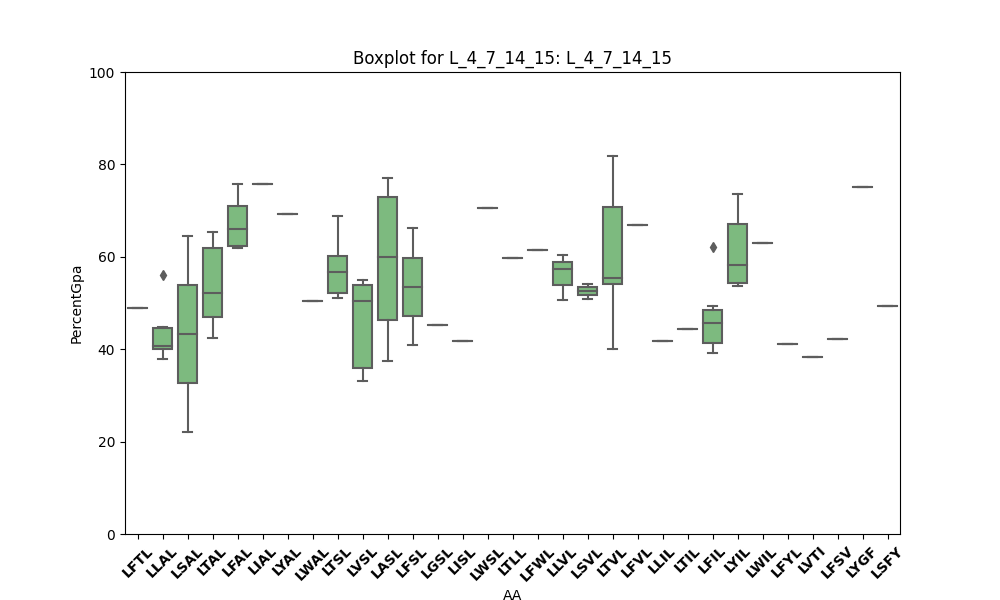 Boxplot for L_4_7_14_15: L_4_7_14_15
100
80
60
40
20
0
PercentGpa
LFTL
LLAL
LSAL
LTAL
LFAL
LIAL
LYAL
LWAL
LTSL
LVSL
LASL
LFSL
LGSL
LISL
LWSL
LTLL
LFWL
LLVL
LSVL
LTVL
LFVL
LLIL
LTIL
LFIL
LYIL
LWIL
LFYL
LVTI
LFSV
LYGF
LSFY
AA